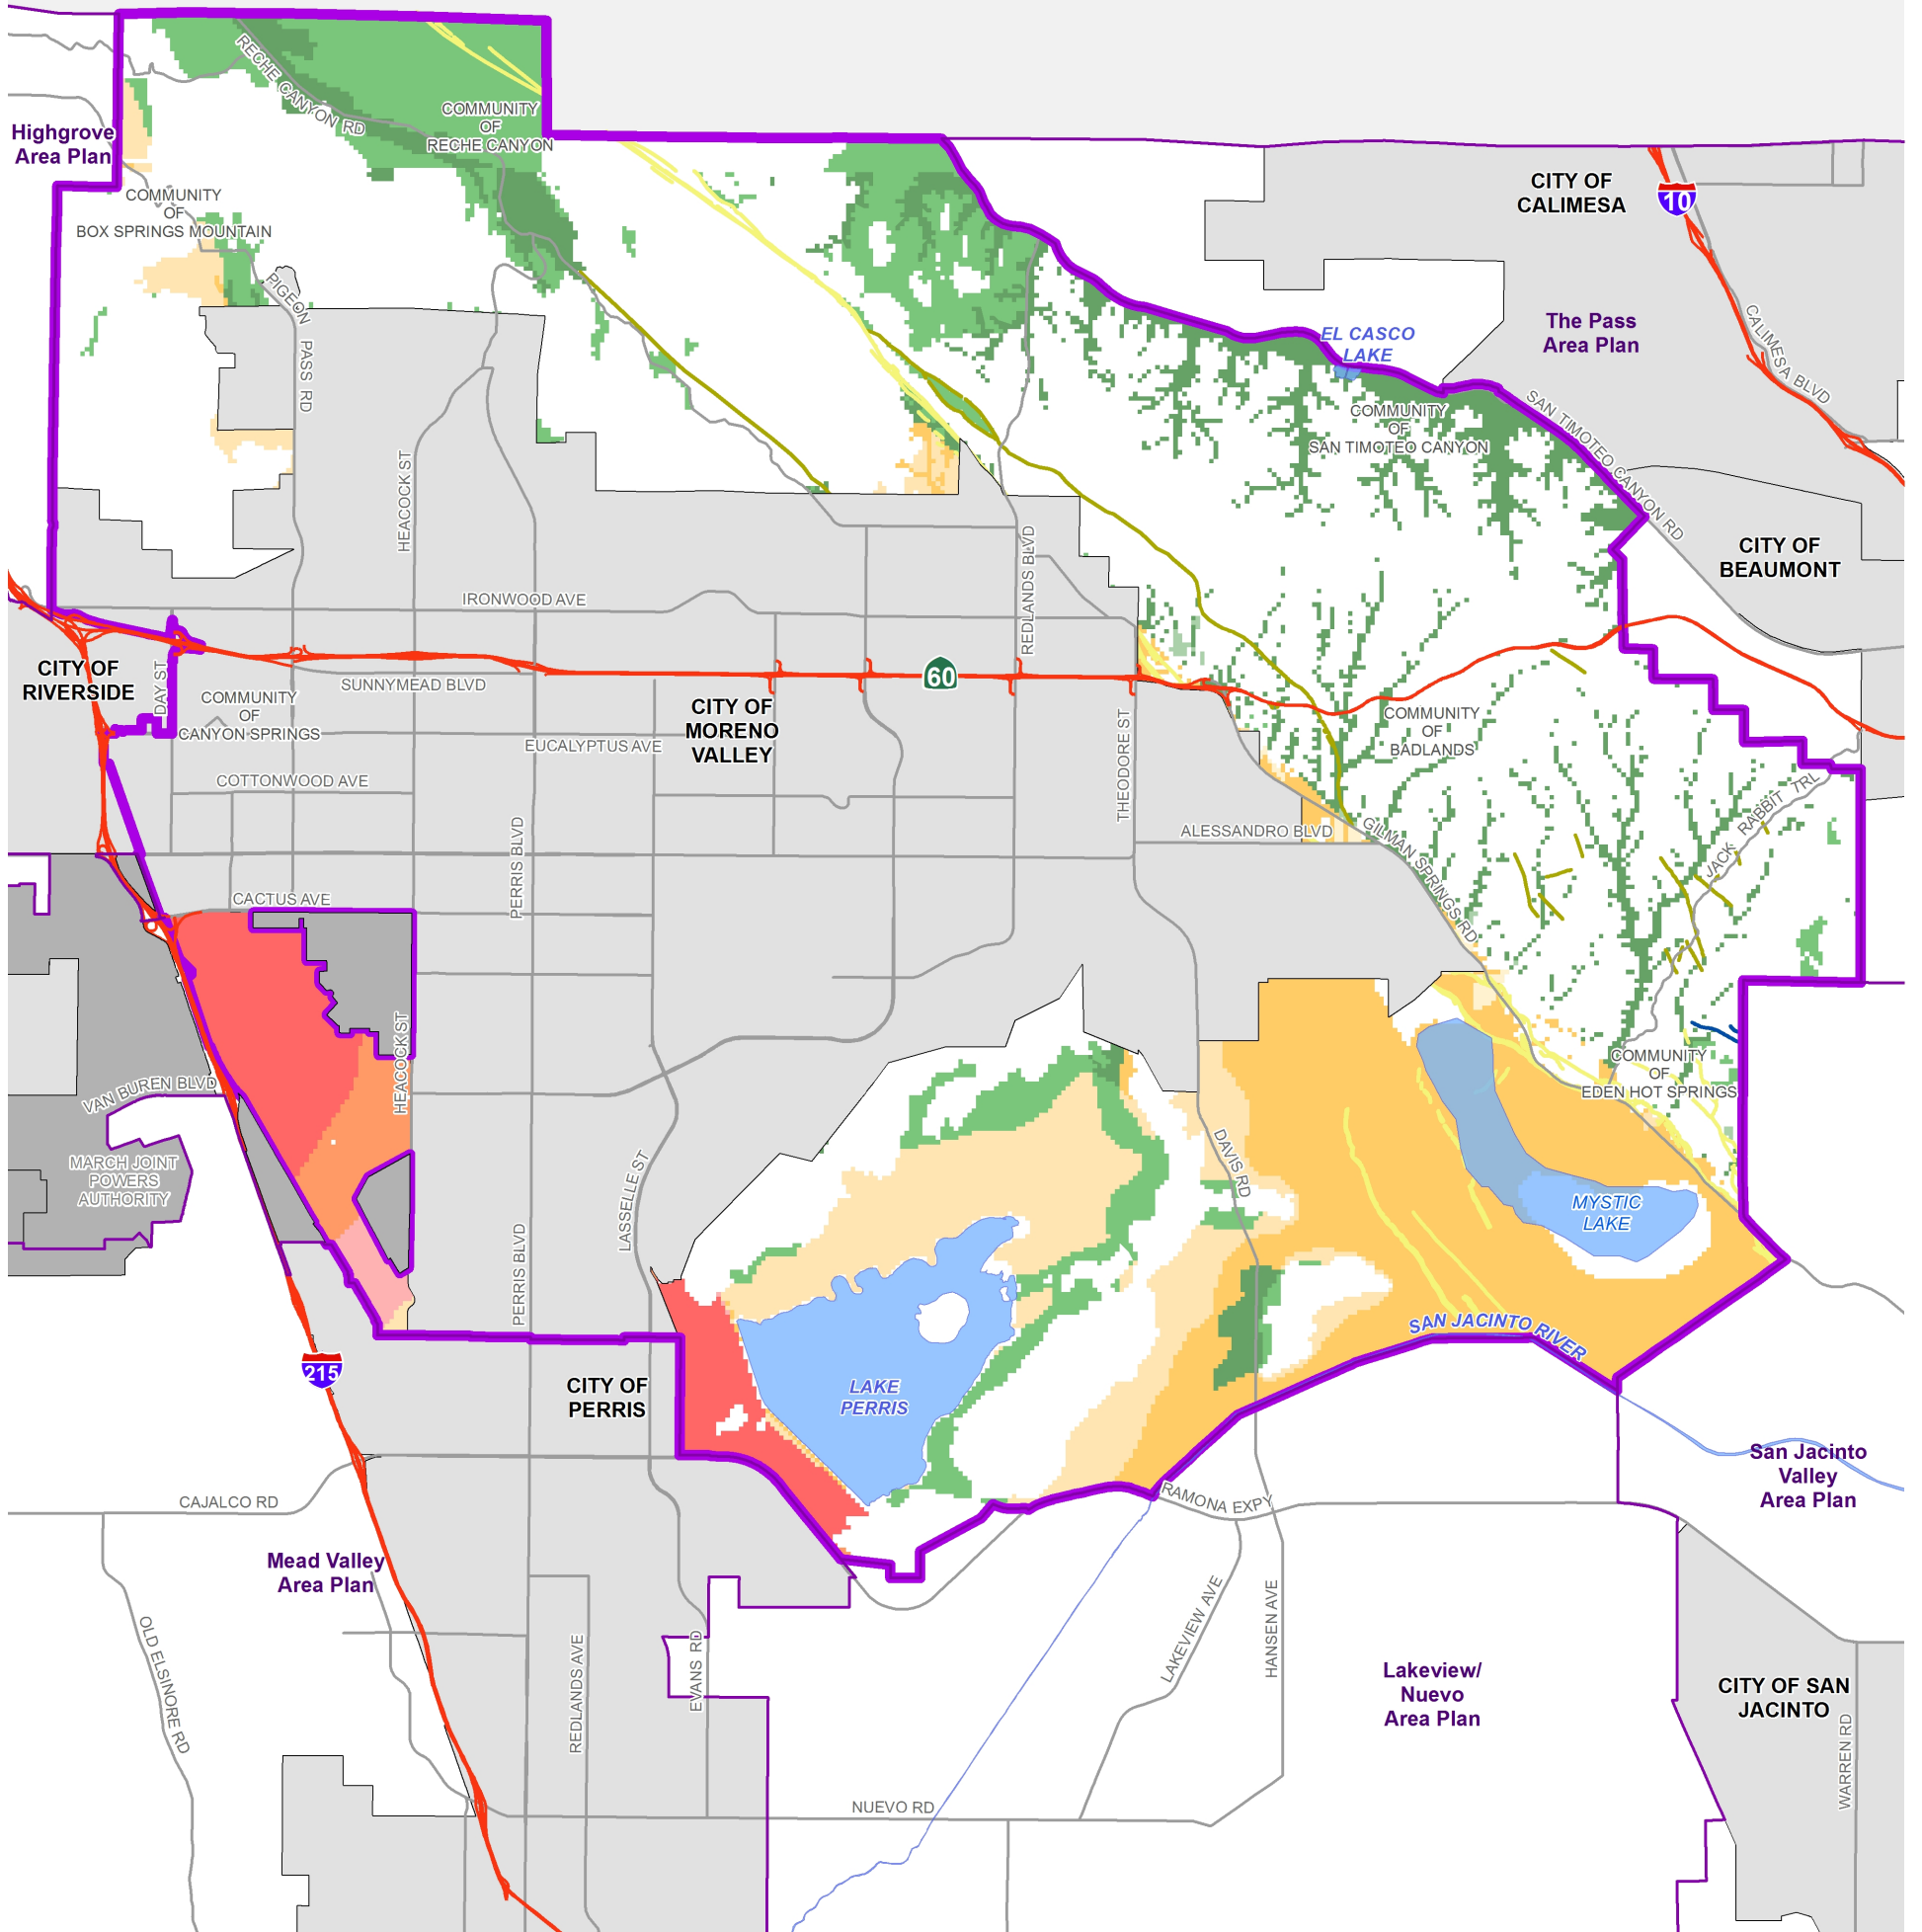 RECHE CANYON RD
COMMUNITY
OF
RECHE CANYON
Highgrove
Area Plan
COMMUNITY
OF
BOX SPRINGS MOUNTAIN
CITY OF
CALIMESA
10
PIGEON PASS RD
EL CASCO
LAKE
The Pass
Area Plan
CALIMESA BLVD
COMMUNITY
OF
SAN TIMOTEO CANYON
SAN TIMOTEO CANYON RD
HEACOCK ST
REDLANDS BLVD
CITY OF
BEAUMONT
IRONWOOD AVE
CITY OF
RIVERSIDE
DAY ST
SUNNYMEAD BLVD
60
COMMUNITY
OF
CANYON SPRINGS
CITY OF
MORENO
VALLEY
EUCALYPTUS AVE
THEODORE ST
COMMUNITY
OF
BADLANDS
COTTONWOOD AVE
PERRIS BLVD
ALESSANDRO BLVD
GILMAN SPRINGS RD
JACK RABBIT TRL
CACTUS AVE
HEACOCK ST
VAN BUREN BLVD
COMMUNITY
OF
EDEN HOT SPRINGS
MARCH JOINT
POWERS
AUTHORITY
LASSELLE ST
DAVIS RD
MYSTIC
LAKE
PERRIS BLVD
SAN JACINTO RIVER
215
CITY OF
PERRIS
LAKE
PERRIS
San Jacinto
Valley
Area Plan
CAJALCO RD
RAMONA EXPY
Mead Valley
Area Plan
OLD ELSINORE RD
REDLANDS AVE
EVANS RD
LAKEVIEW AVE
HANSEN AVE
Lakeview/
Nuevo
Area Plan
CITY OF SAN
JACINTO
WARREN RD
NUEVO RD